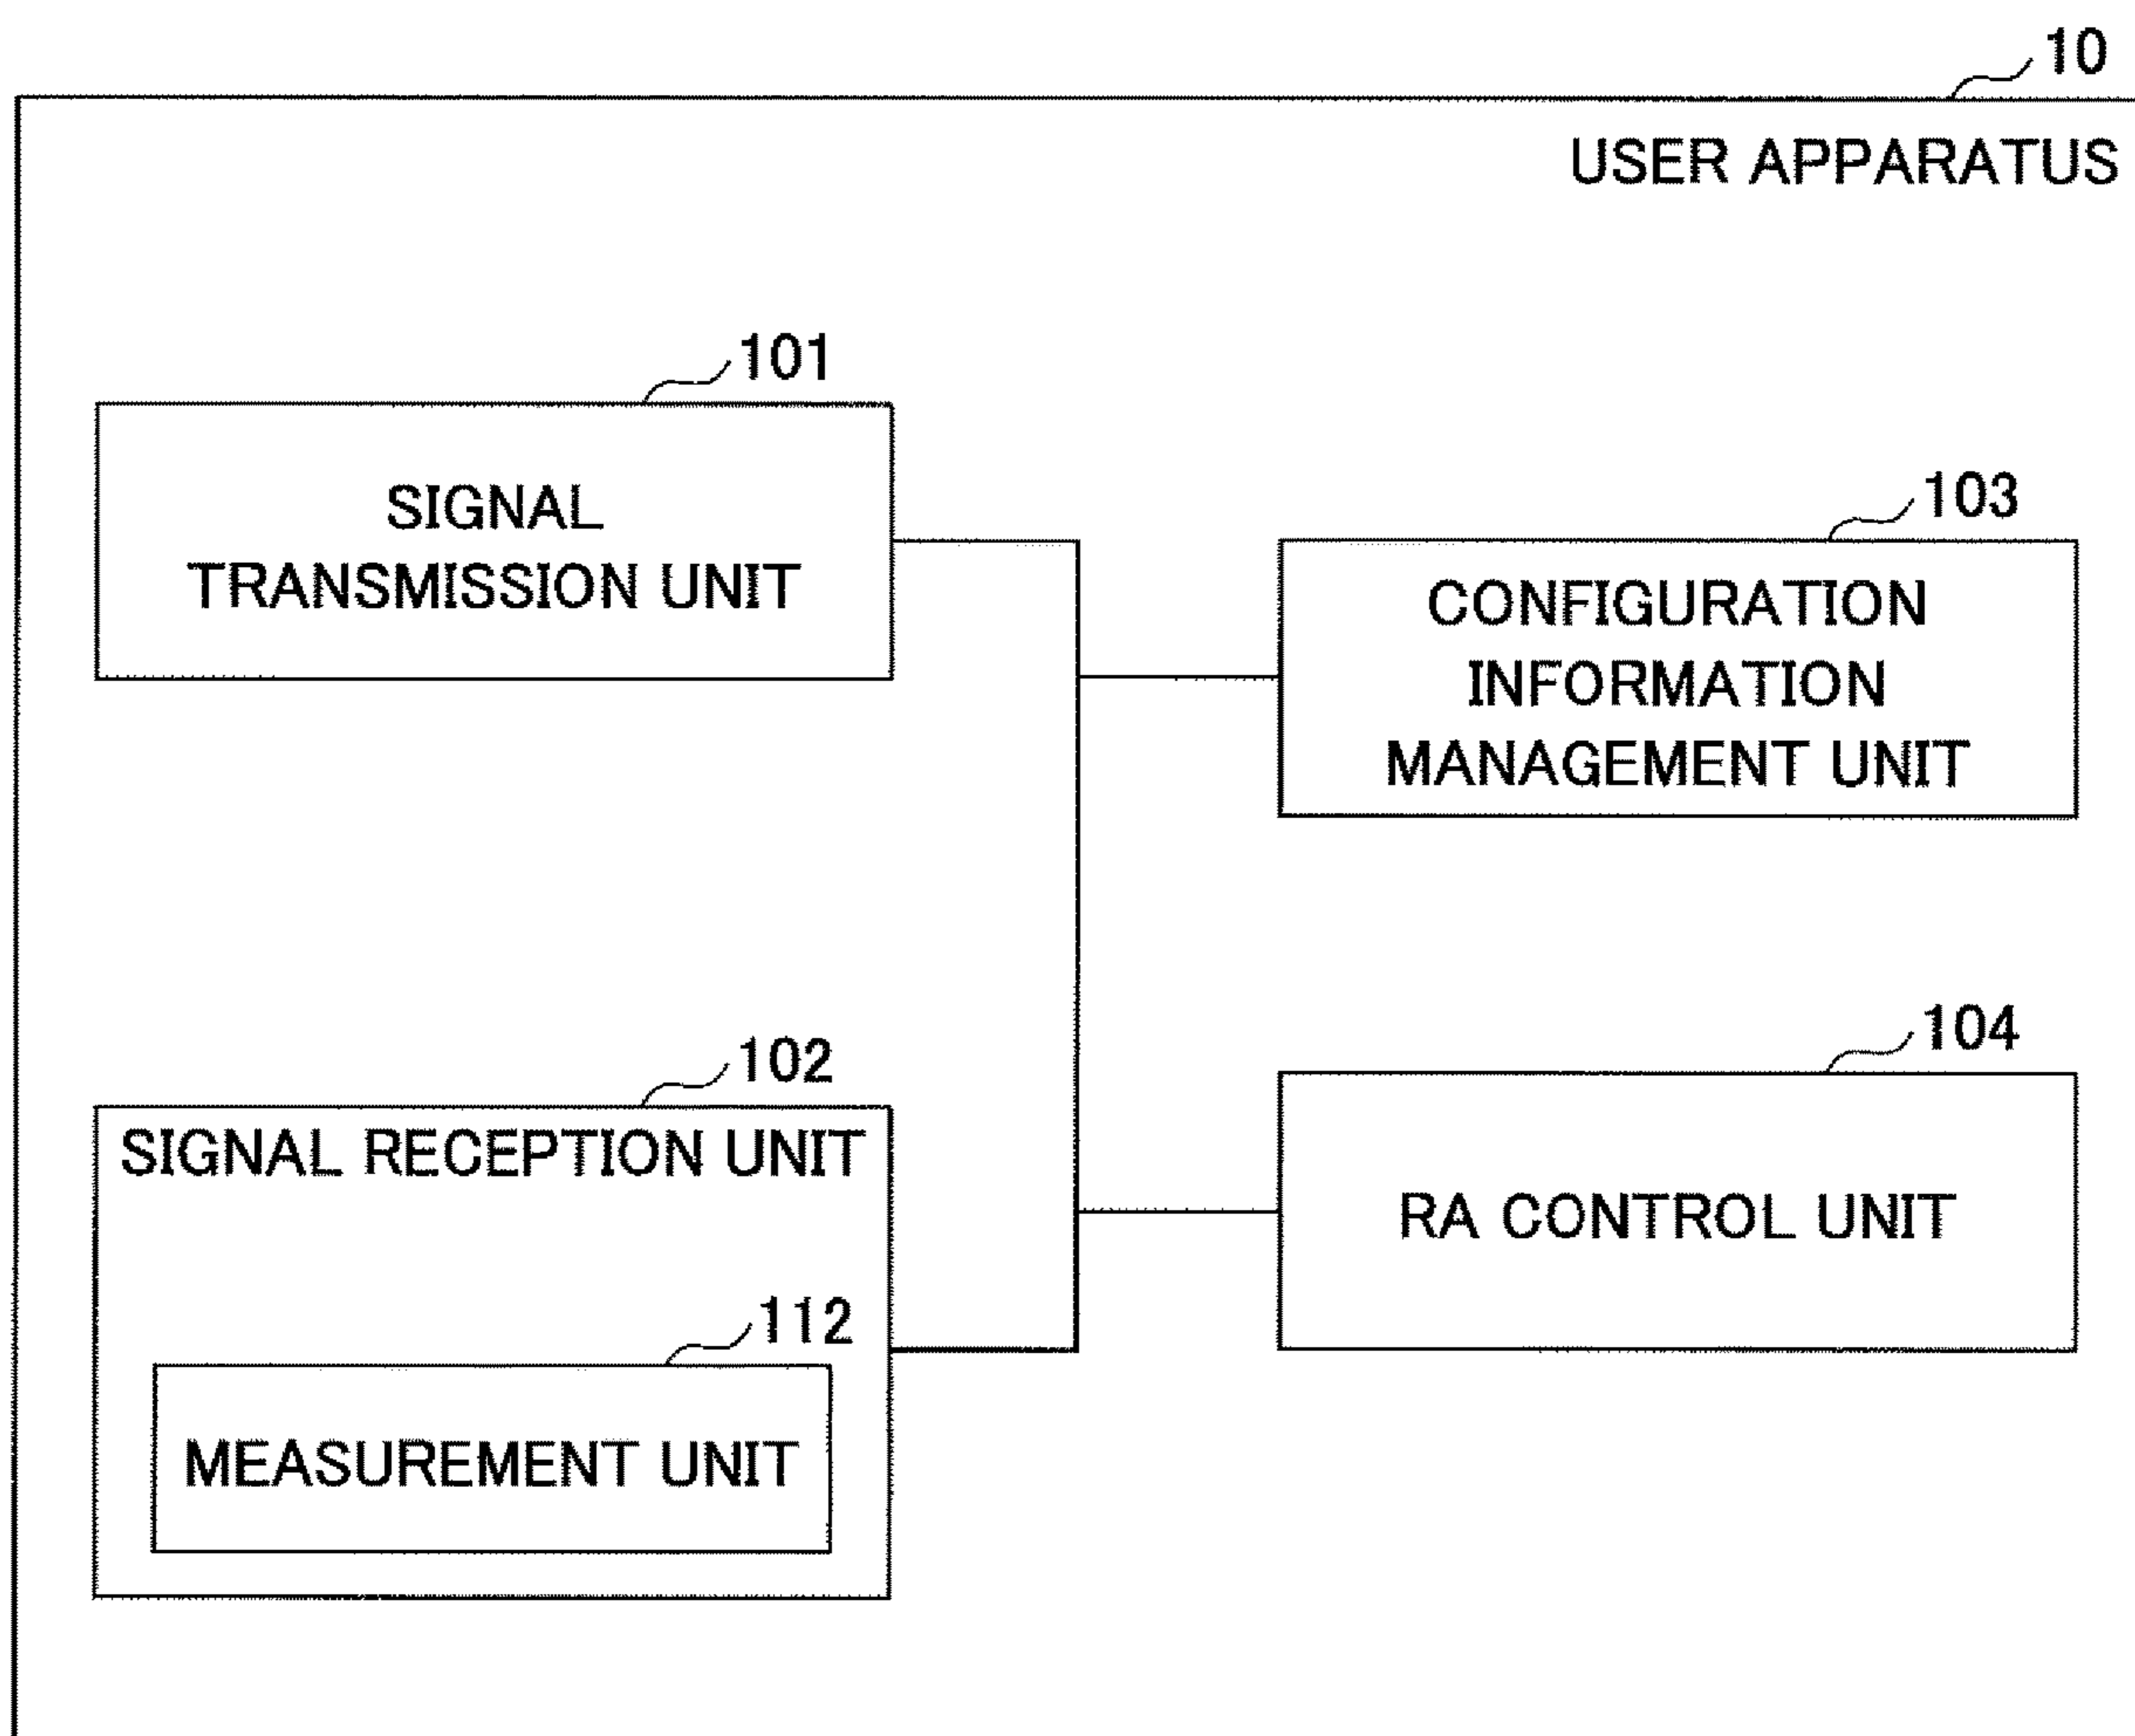 10
USER APPARATUS
101
SIGNAL
TRANSMISSION UNIT
103
CONFIGURATION
INFORMATION
MANAGEMENT UNIT
102
SIGNAL RECEPTION UNIT
112
MEASUREMENT UNIT
104
RA CONTROL UNIT